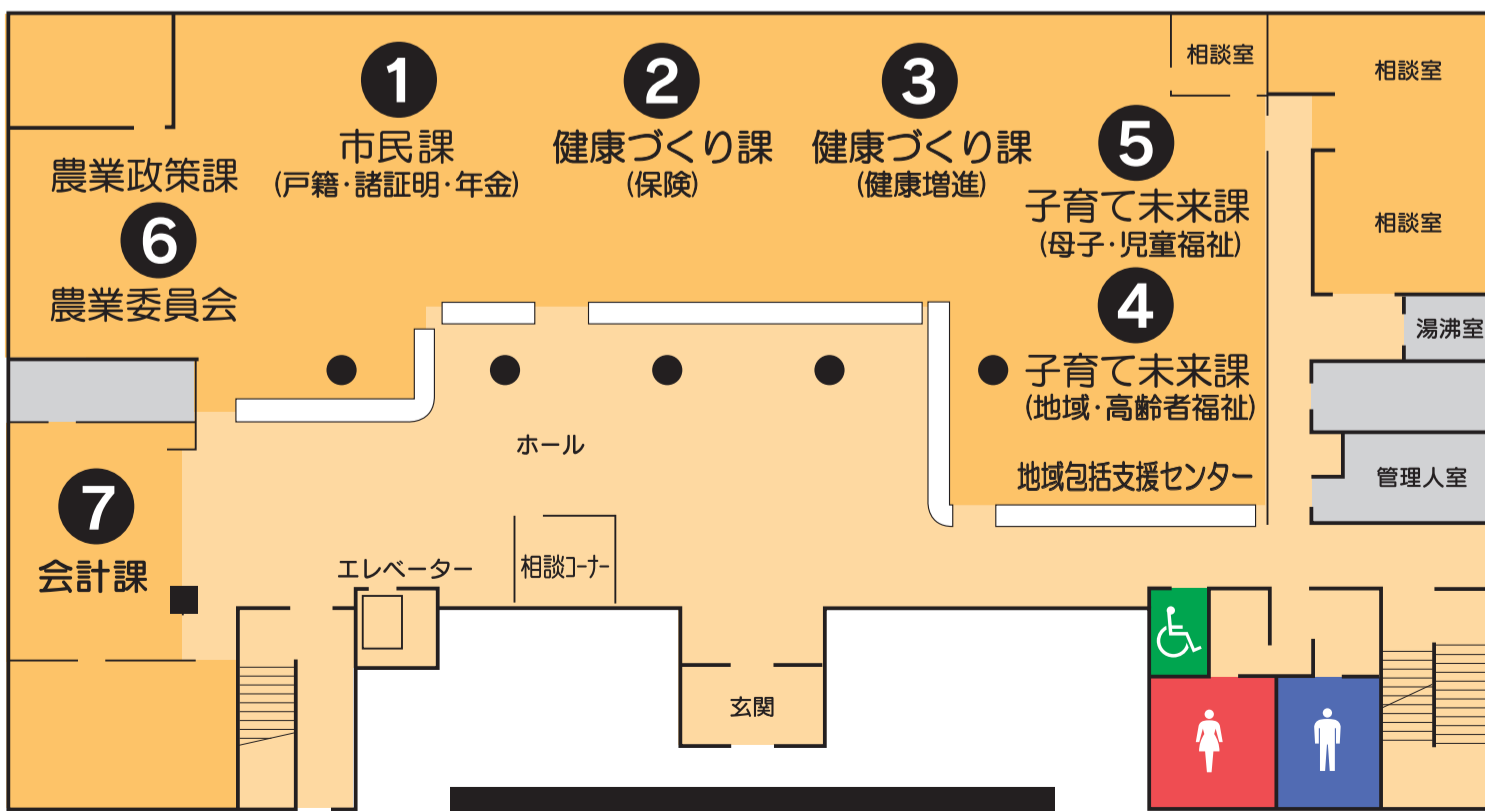 1
市民課
(戸籍・諸証明・年金)
2
健康づくり課
(保険)
3
健康づくり課
(健康増進)
相談室
相談室
5
子育て未来課
(母子・児童福祉)
相談室
農業政策課
6
農業委員会
4
子育て未来課
(地域・高齢者福祉)
地域包括支援センター
湯沸室
管理人室
ホール
7
会計課
エレベーター
相談コーナー
玄関